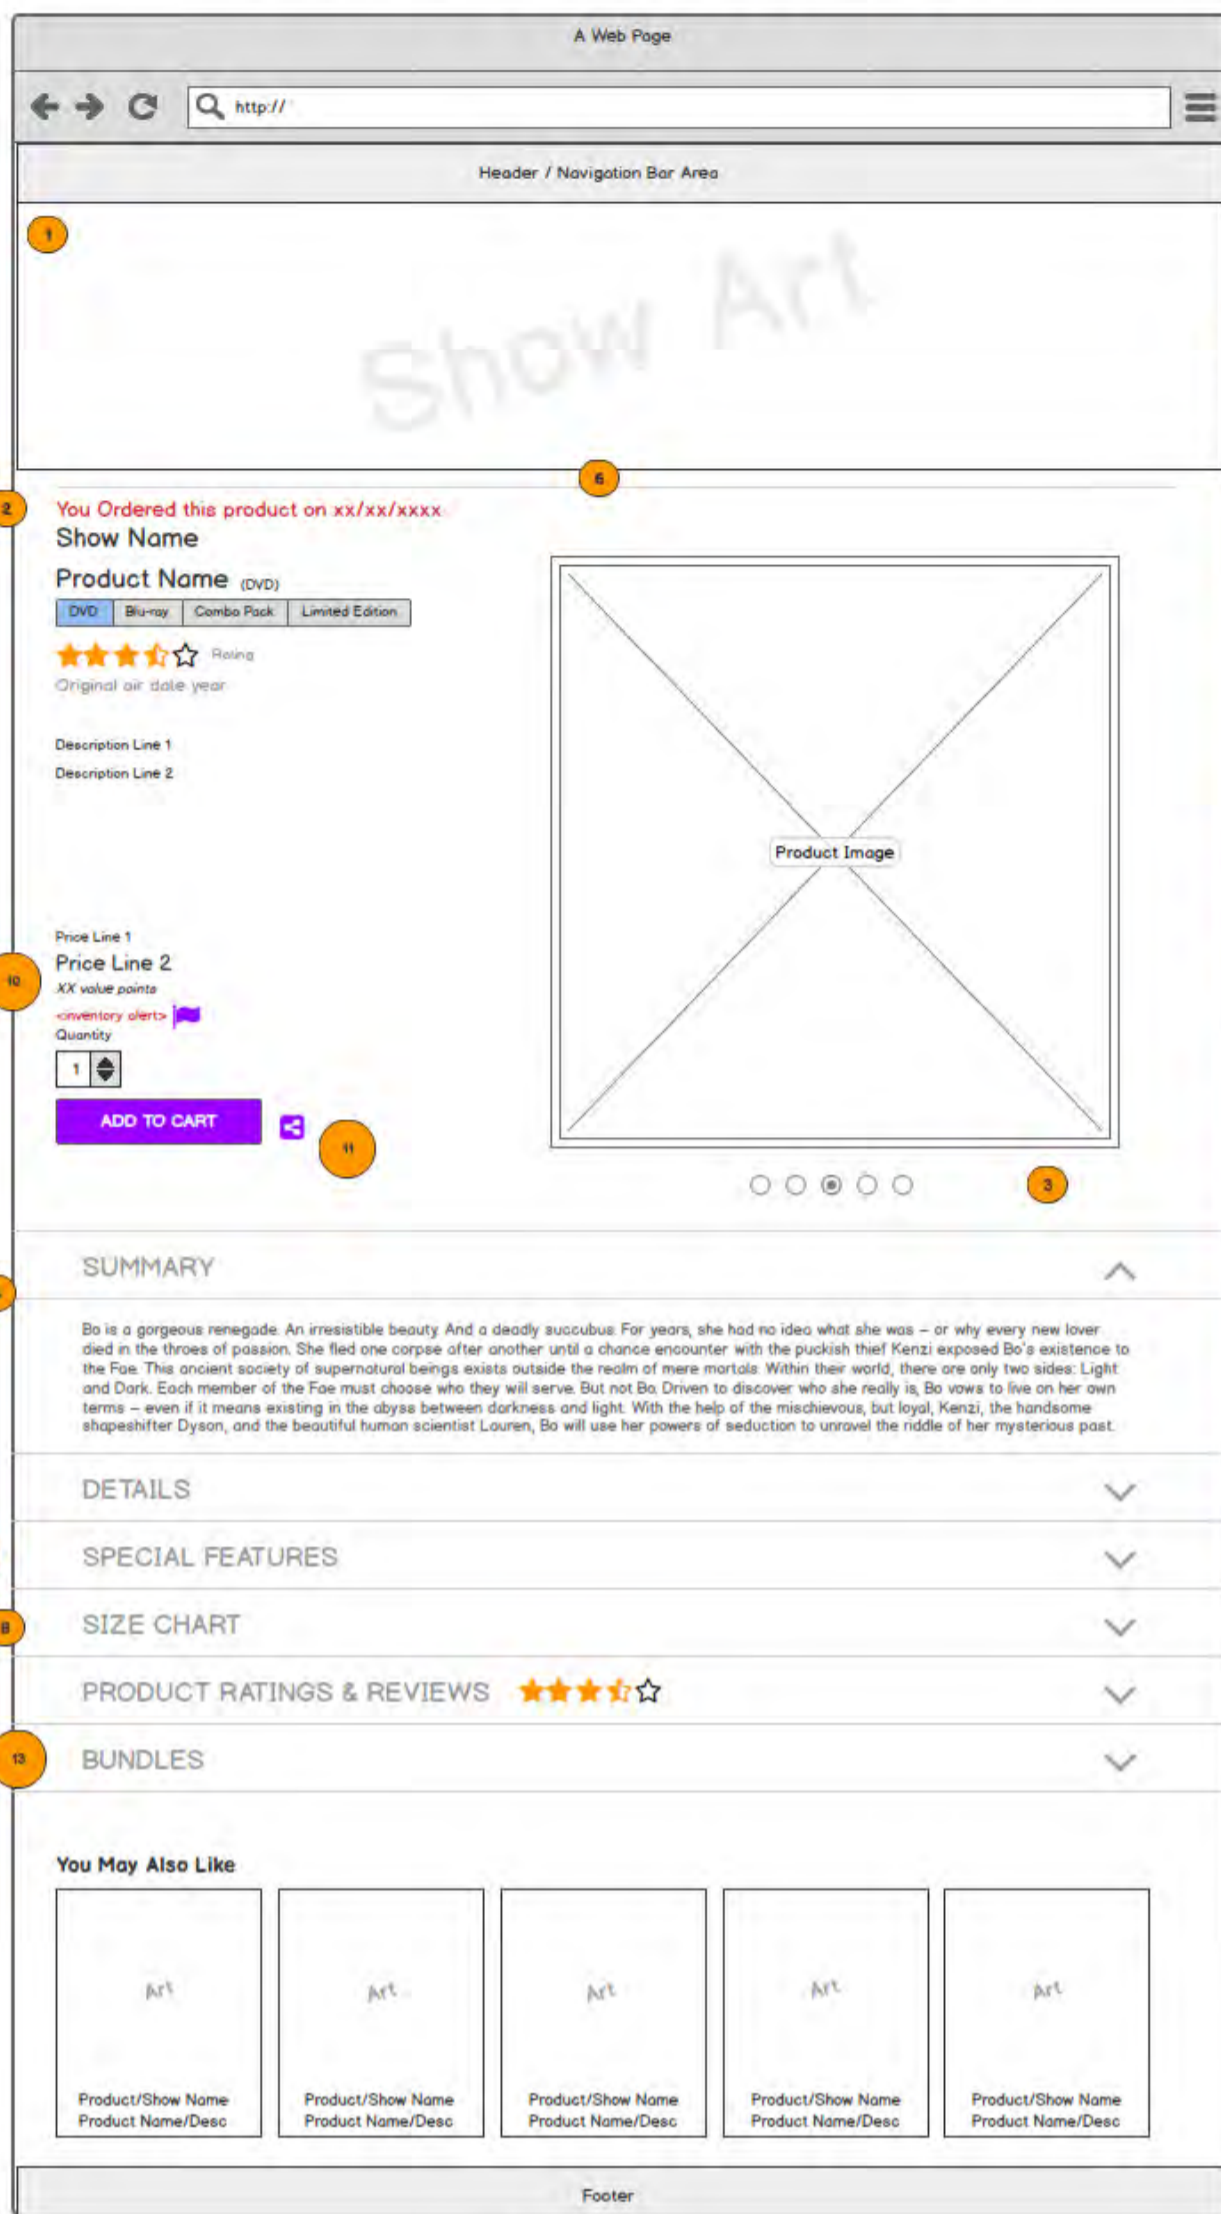 A Web Page
http://
Header / Navigation Bar Area
1
Show Art
6
2
You Ordered this product on xx/xx/xxxx
Show Name
Product Name (DVD)
DVD Blu-ray Combo Pack Limited Edition
Rating
Original air date year
Description Line 1
Description Line 2
Product Image
Price Line 1
Price Line 2
10
XX value points
<inventory alert>
Quantity
1
ADD TO CART
11
3
SUMMARY
Bo is a gorgeous renegade. An irresistible beauty. And a deadly succubus. For years, she had no idea what she was – or why every new lover
died in the throes of passion. She fled one corpse after another until a chance encounter with the puckish thief Kenzi exposed Bo's existence to
the Fae. This ancient society of supernatural beings exists outside the realm of mere mortals. Within their world, there are only two sides: Light
and Dark. Each member of the Fae must choose who they will serve. But not Bo. Driven to discover who she really is, Bo vows to live on her own
terms – even if it means existing in the abyss between darkness and light. With the help of the mischievous, but loyal, Kenzi, the handsome
shapeshifter Dyson, and the beautiful human scientist Lauren, Bo will use her powers of seduction to unravel the riddle of her mysterious past.
DETAILS
SPECIAL FEATURES
8
SIZE CHART
PRODUCT RATINGS & REVIEWS
13
BUNDLES
You May Also Like
Art Art Art Art Art
Product/Show Name Product/Show Name Product/Show Name Product/Show Name Product/Show Name
Product Name/Desc Product Name/Desc Product Name/Desc Product Name/Desc Product Name/Desc
Footer